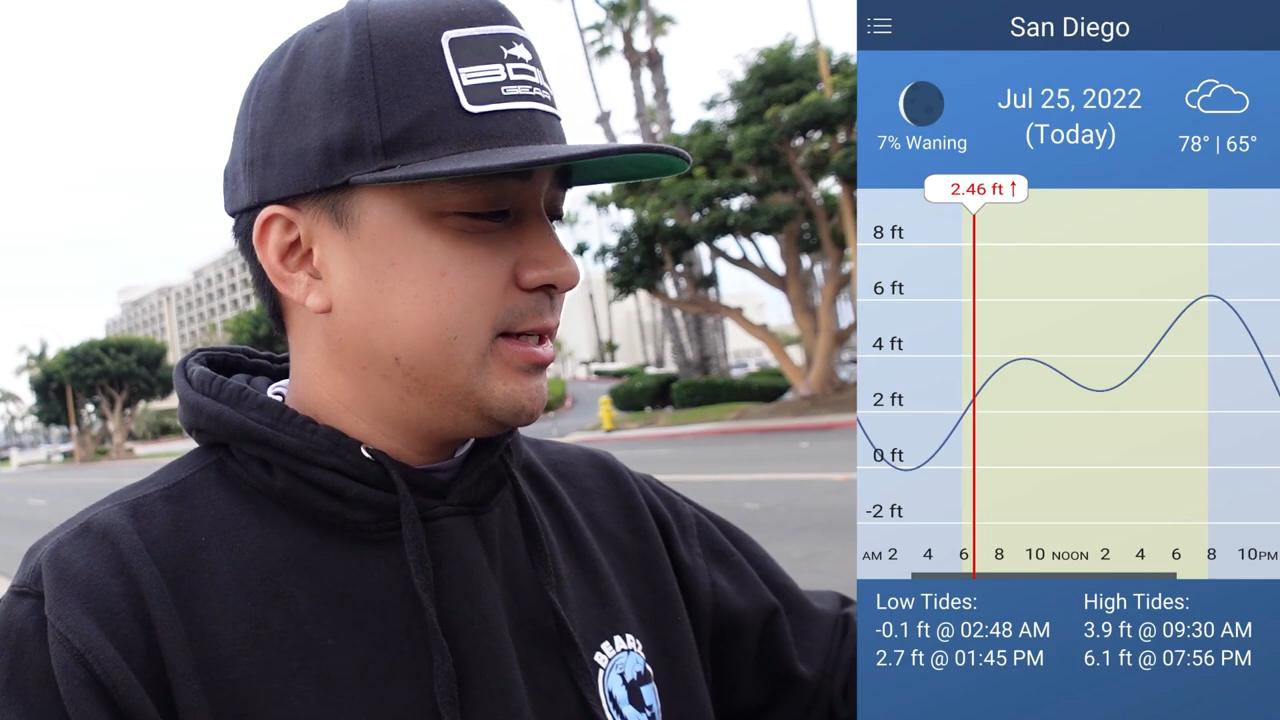 GEAR
BEAR
San Diego
7% Waning
Jul 25, 2022
(Today)
78° | 65°
2.46 ft ↑
8 ft
6 ft
4 ft
2 ft
0 ft
-2 ft
AM 2 4 6 8 10 NOON 2 4 6 8 10PM
Low Tides:
-0.1 ft @ 02:48 AM
2.7 ft @ 01:45 PM
High Tides:
3.9 ft @ 09:30 AM
6.1 ft @ 07:56 PM